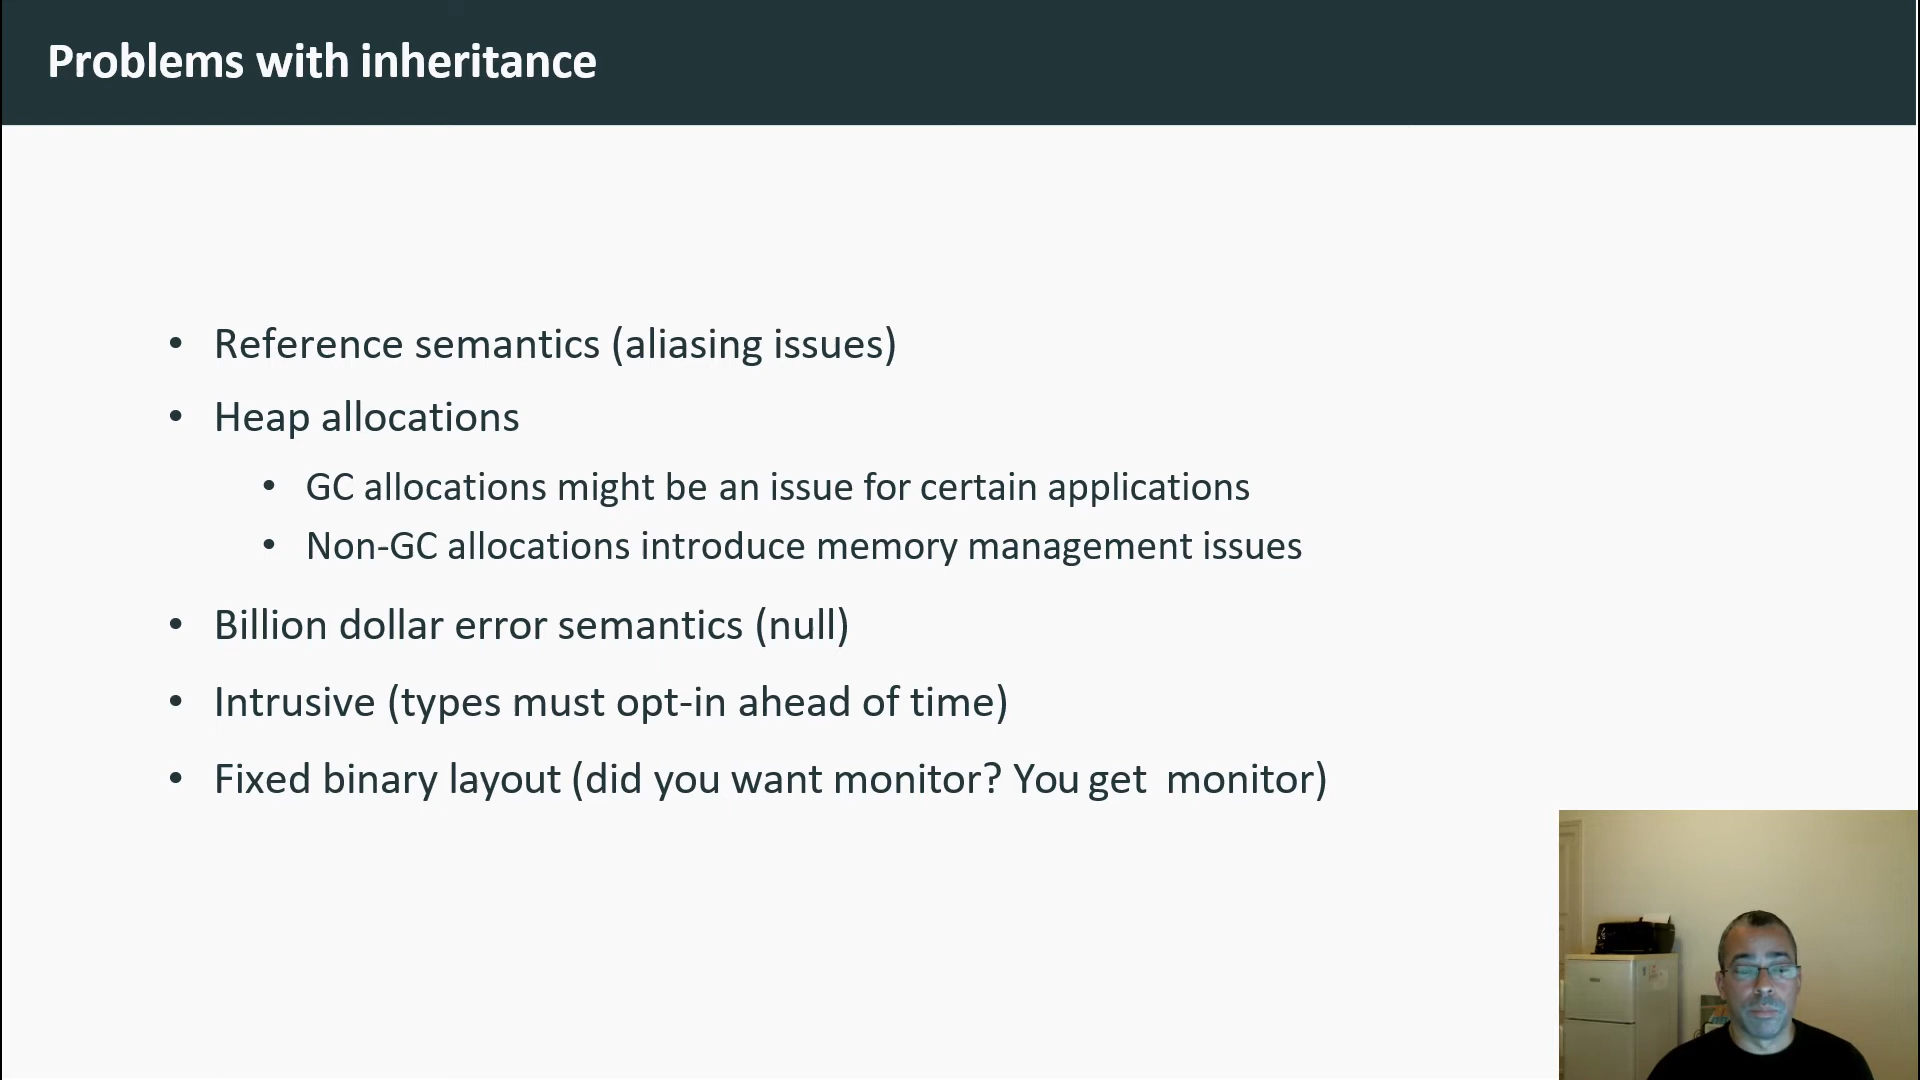 Problems with inheritance
• Reference semantics (aliasing issues)
• Heap allocations
• GC allocations might be an issue for certain applications
• Non-GC allocations introduce memory management issues
• Billion dollar error semantics (null)
• Intrusive (types must opt-in ahead of time)
• Fixed binary layout (did you want monitor? You get monitor)